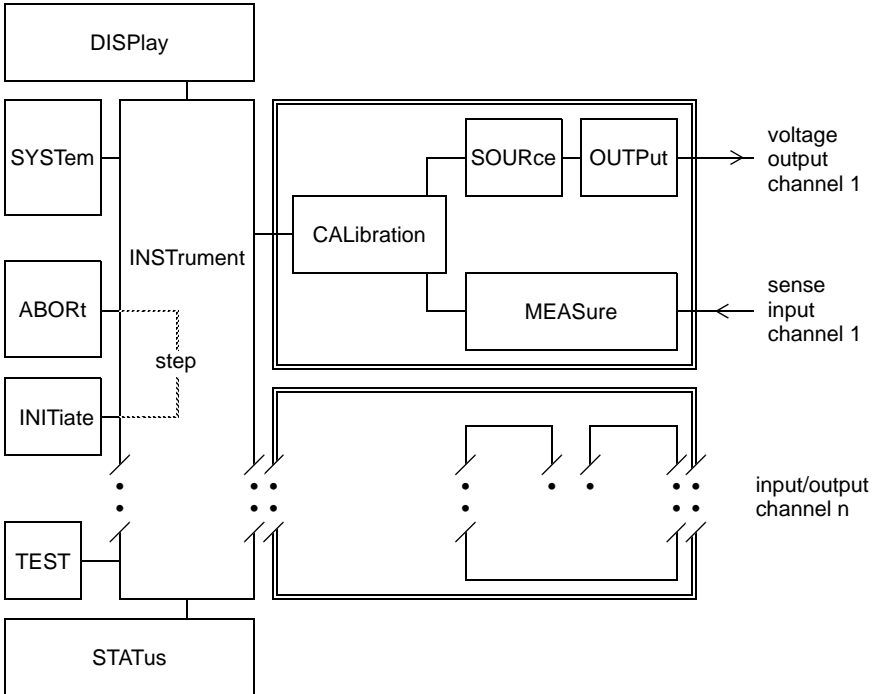 DISPlay
SYSTem
INSTrument
ABORt
step
INITiate
TEST
STATus
CALibration
SOURce
OUTPut
MEASure
voltage
output
channel 1
sense
input
channel 1
input/output
channel n